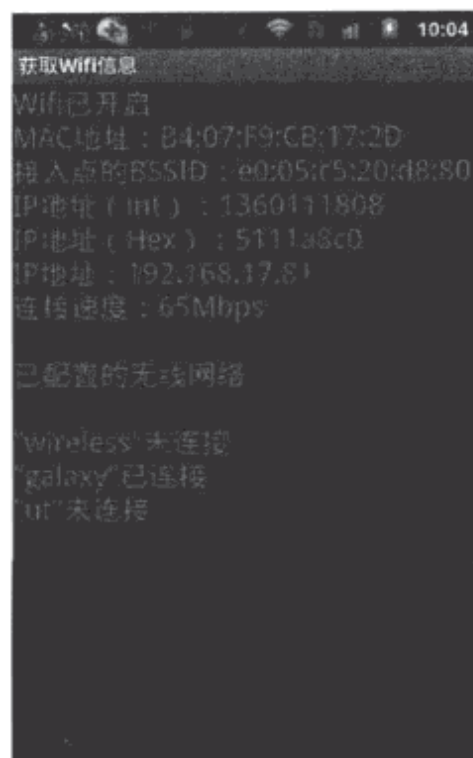 10:04
获取Wifi信息
Wifi已开启
MAC地址：B4:07:F9:CB:17:2D
接入点的BSSID：e0:05:c5:20:d8:80
IP地址（int）：1360111808
IP地址（Hex）：5111a8c0
IP地址：192.168.17.81
连接速度：65Mbps
已配置的无线网络
"wireless"未连接
"galaxy"已连接
"ut"未连接